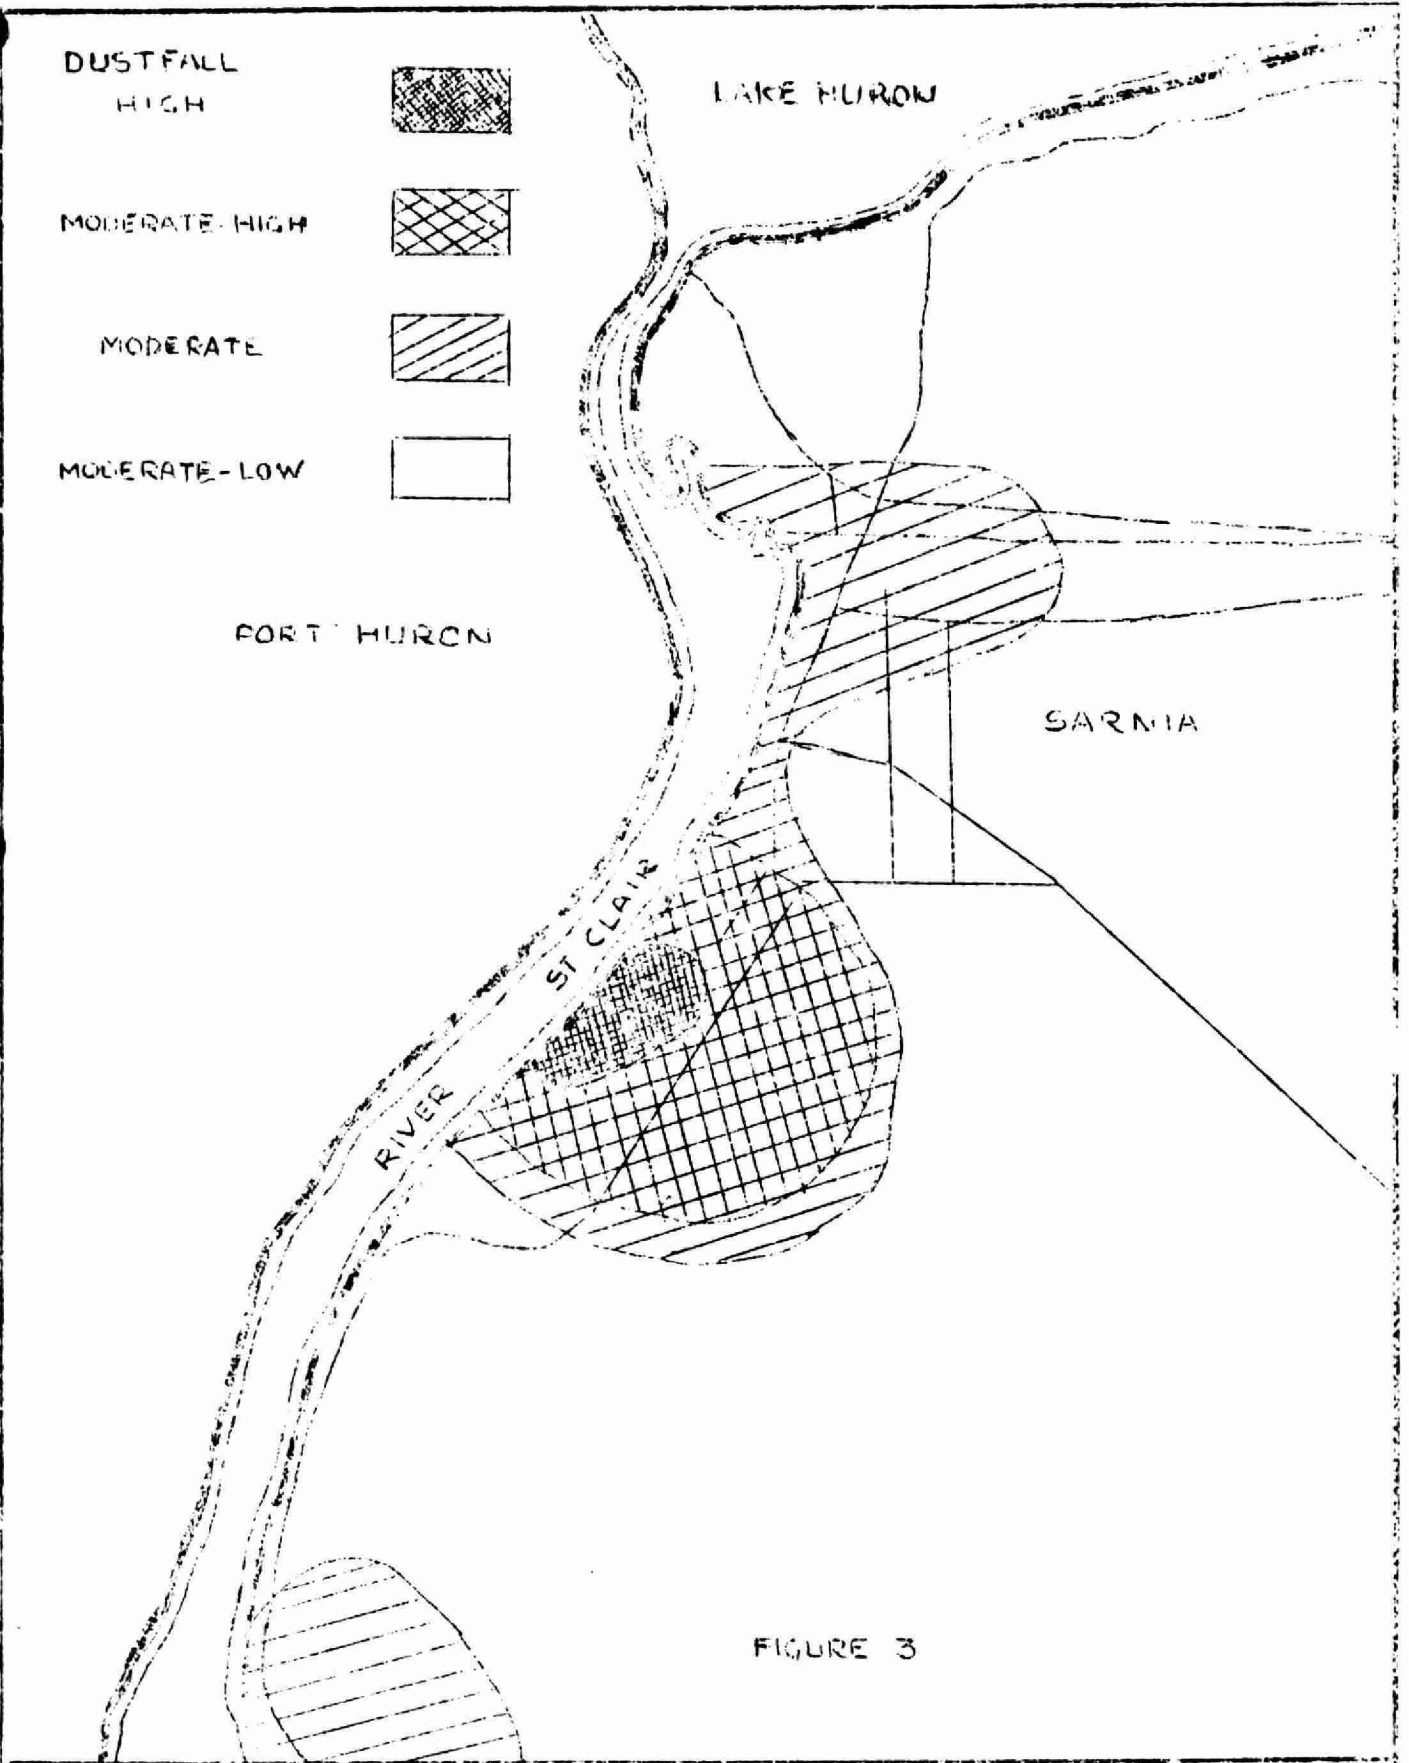 DUSTFALL
HIGH
LAKE HURON
MODERATE-HIGH
MODERATE
MODERATE-LOW
PORT HURON
SARNIA
ST CLAIR
RIVER
FIGURE 3